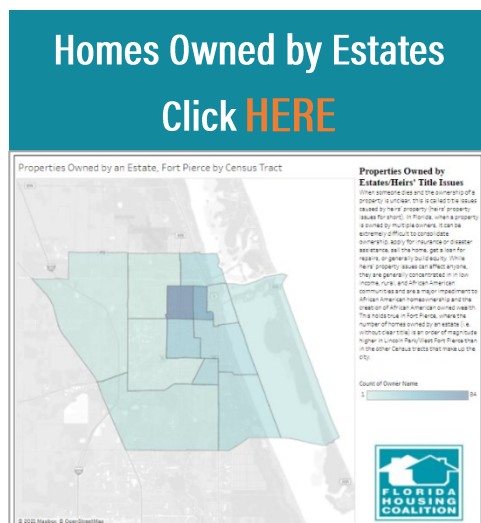 Homes Owned by Estates
Click HERE
Properties Owned by an Estate, Fort Pierce by Census Tract
Properties Owned by
Estates/Heirs' Title Issues
When someone dies and the ownership of a
property is unclear, this is called title issues
caused by heirs' property (heirs' property
issues for short). In Florida, when a property
is owned by multiple owners, it can be
extremely difficult to consolidate
ownership, apply for insurance or disaster
assistance, sell the home, get a loan for
repairs, or generally build equity. While
heirs' property issues can affect anyone,
they are generally concentrated in in low
income, rural, and African American
communities and are a major impediment to
African American homeownership and the
creation of African American owned wealth.
This holds true in Fort Pierce, where the
number of homes owned by an estate (i.e.
without clear title) is an order of magnitude
higher in Lincoln Park/West Fort Pierce than
in the other Census tracts that make up the
city.
Count of Owner Name
1 84
FLORIDA
HOUSING
COALITION
© 2021 Mapbox © OpenStreetMap